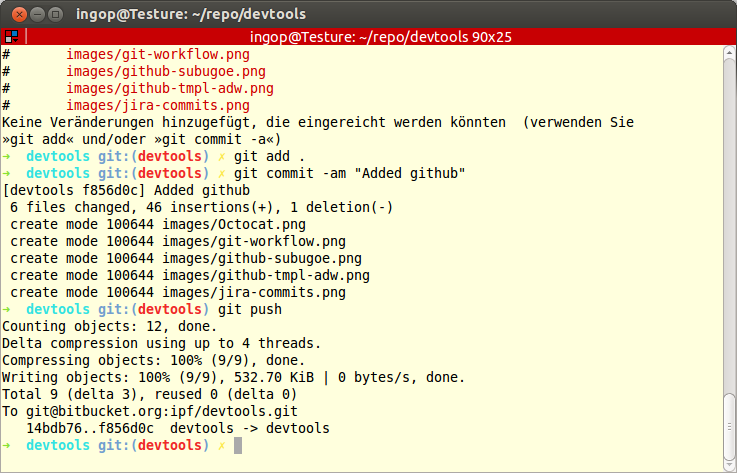 ingop@Testure: ~/repo/devtools
ingop@Testure: ~/repo/devtools 90x25
#       images/git-workflow.png
#       images/github-subugoe.png
#       images/github-tmpl-adw.png
#       images/jira-commits.png
Keine Veränderungen hinzugefügt, die eingereicht werden könnten  (verwenden Sie
»git add« und/oder »git commit -a«)
➜  devtools git:(devtools) ✗ git add .
➜  devtools git:(devtools) ✗ git commit -am "Added github"
[devtools f856d0c] Added github
 6 files changed, 46 insertions(+), 1 deletion(-)
 create mode 100644 images/Octocat.png
 create mode 100644 images/git-workflow.png
 create mode 100644 images/github-subugoe.png
 create mode 100644 images/github-tmpl-adw.png
 create mode 100644 images/jira-commits.png
➜  devtools git:(devtools) git push
Counting objects: 12, done.
Delta compression using up to 4 threads.
Compressing objects: 100% (9/9), done.
Writing objects: 100% (9/9), 532.70 KiB | 0 bytes/s, done.
Total 9 (delta 3), reused 0 (delta 0)
To git@bitbucket.org:ipf/devtools.git
   14bdb76..f856d0c  devtools -> devtools
➜  devtools git:(devtools) ✗